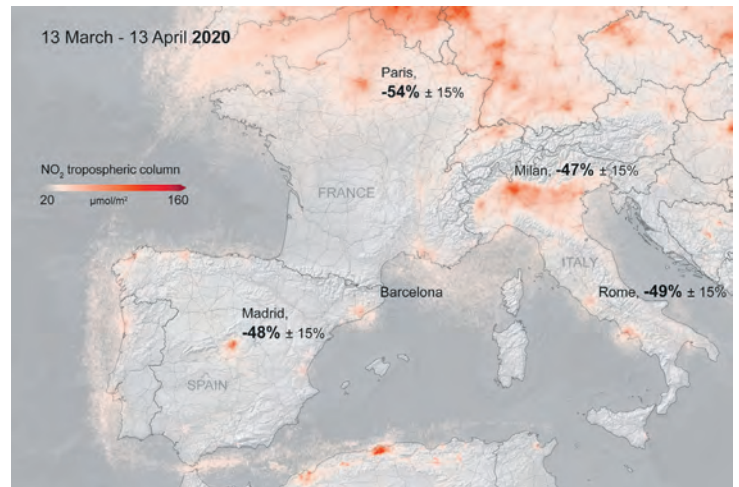 13 March - 13 April 2020
Paris,
-54% ± 15%
NO₂ tropospheric column
20 µmol/m² 160
FRANCE
Milan, -47% ± 15%
ITALY
Barcelona
Rome, -49% ± 15%
Madrid,
-48% ± 15%
SPAIN